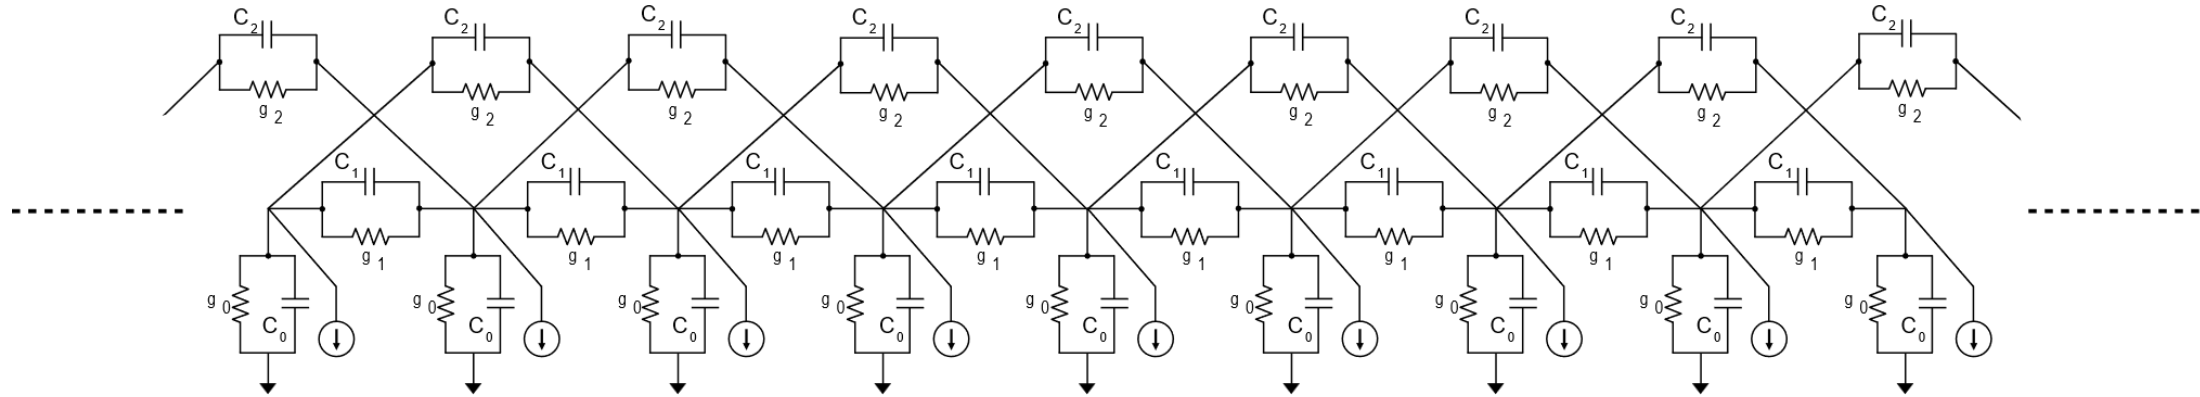 C2 C2 C2 C2 C2 C2 C2 C2 C2
g2 g2 g2 g2 g2 g2 g2 g2 g2
C1 C1 C1 C1 C1 C1 C1 C1
g1 g1 g1 g1 g1 g1 g1 g1
g0 g0 g0 g0 g0 g0 g0 g0 g0
C0 C0 C0 C0 C0 C0 C0 C0 C0